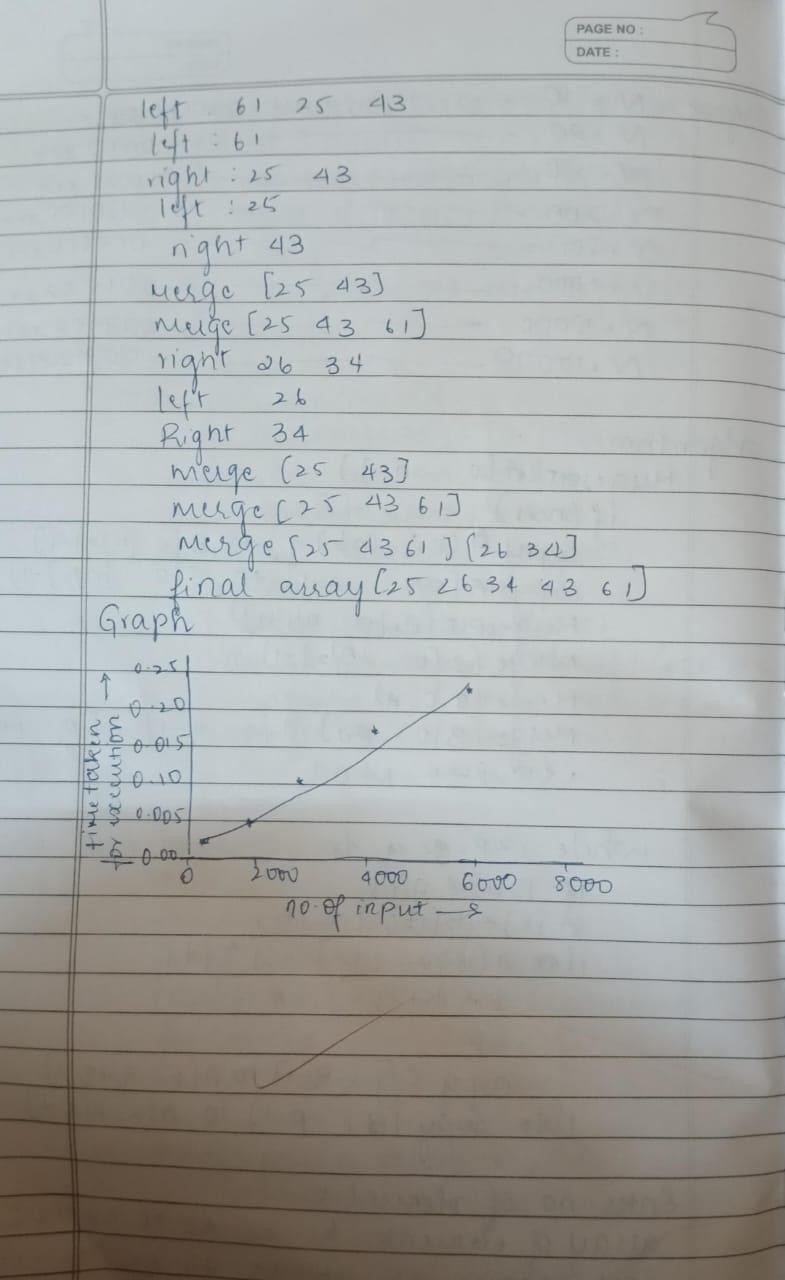 PAGE NO :
DATE :
left 61 25 43
left : 61
right : 25 43
left : 25
right 43
merge [25 43]
merge [25 43 61]
right 26 34
left 26
Right 34
merge [25 43]
merge [25 43 61]
merge [25 43 61] [26 34]
final array [25 26 34 43 61]
Graph
0.25
0.20
0.015
0.10
0.005
0.00
time taken →
for execution
0 2000 4000 6000 8000
no. of input →